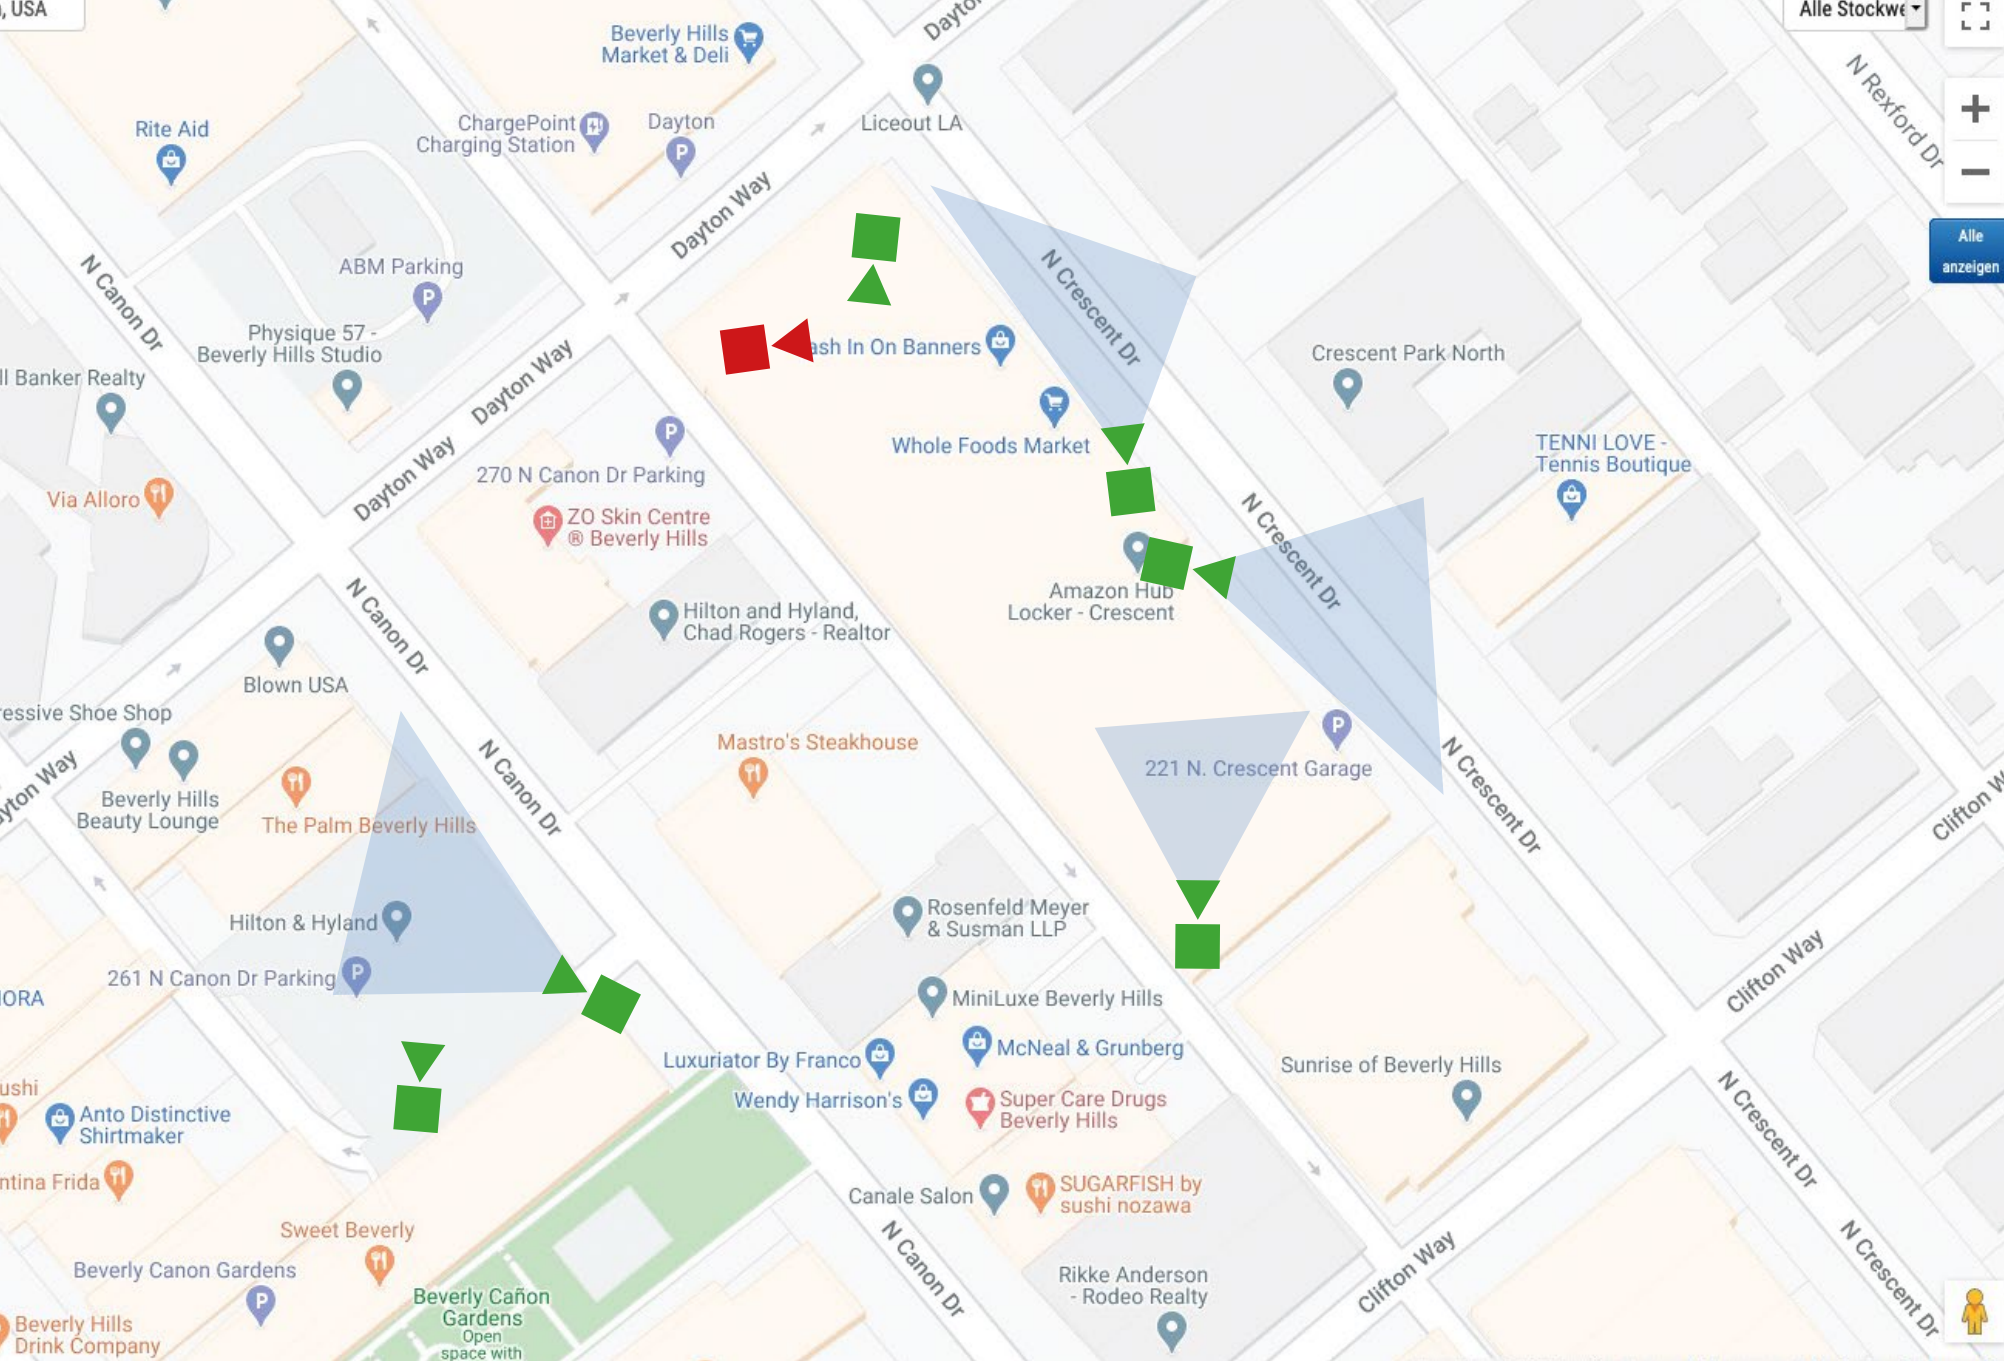 , USA
Alle Stockwe
Beverly Hills
Market & Deli
Dayto
Liceout LA
N Rexford Dr
Rite Aid
ChargePoint
Charging Station
Dayton
Dayton Way
Alle
anzeigen
N Canon Dr
ABM Parking
N Crescent Dr
Physique 57 -
Beverly Hills Studio
ash In On Banners
Crescent Park North
ll Banker Realty
Dayton Way
Whole Foods Market
TENNI LOVE -
Tennis Boutique
Dayton Way
270 N Canon Dr Parking
Via Alloro
ZO Skin Centre
® Beverly Hills
N Crescent Dr
Amazon Hub
Locker - Crescent
N Canon Dr
Hilton and Hyland,
Chad Rogers - Realtor
Blown USA
ressive Shoe Shop
Mastro's Steakhouse
221 N. Crescent Garage
N Canon Dr
N Crescent Dr
yton Way
Beverly Hills
Beauty Lounge
The Palm Beverly Hills
Clifton W
Hilton & Hyland
Rosenfeld Meyer
& Susman LLP
Clifton Way
261 N Canon Dr Parking
IORA
MiniLuxe Beverly Hills
Luxuriator By Franco
McNeal & Grunberg
Sunrise of Beverly Hills
ushi
Wendy Harrison's
Super Care Drugs
Beverly Hills
Anto Distinctive
Shirtmaker
N Crescent Dr
ntina Frida
Canale Salon
SUGARFISH by
sushi nozawa
Sweet Beverly
N Canon Dr
Clifton Way
N Crescent Dr
Beverly Canon Gardens
Rikke Anderson
- Rodeo Realty
Beverly Cañon
Gardens
Open
space with
Beverly Hills
Drink Company